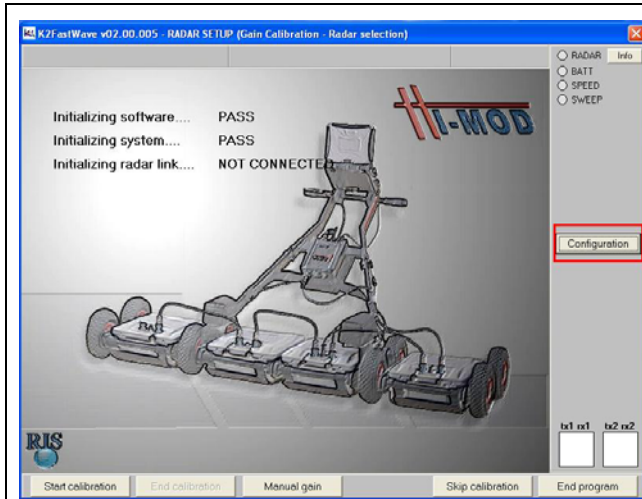 K2FastWave v02.00.005 - RADAR SETUP (Gain Calibration - Radar selection)
RADAR
Info
BATT
SPEED
SWEEP
HI-MOD
Initializing software.... PASS
Initializing system.... PASS
Initializing radar link.... NOT CONNECTED
Configuration
RIS
tx1 rx1 tx2 rx2
Start calibration End calibration Manual gain Skip calibration End program